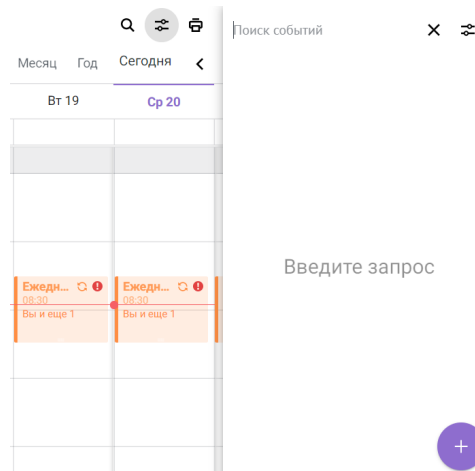 Поиск событий
Месяц Год Сегодня
Вт 19 Ср 20
Введите запрос
Ежедн... Ежедн...
08:30 08:30
Вы и еще 1 Вы и еще 1